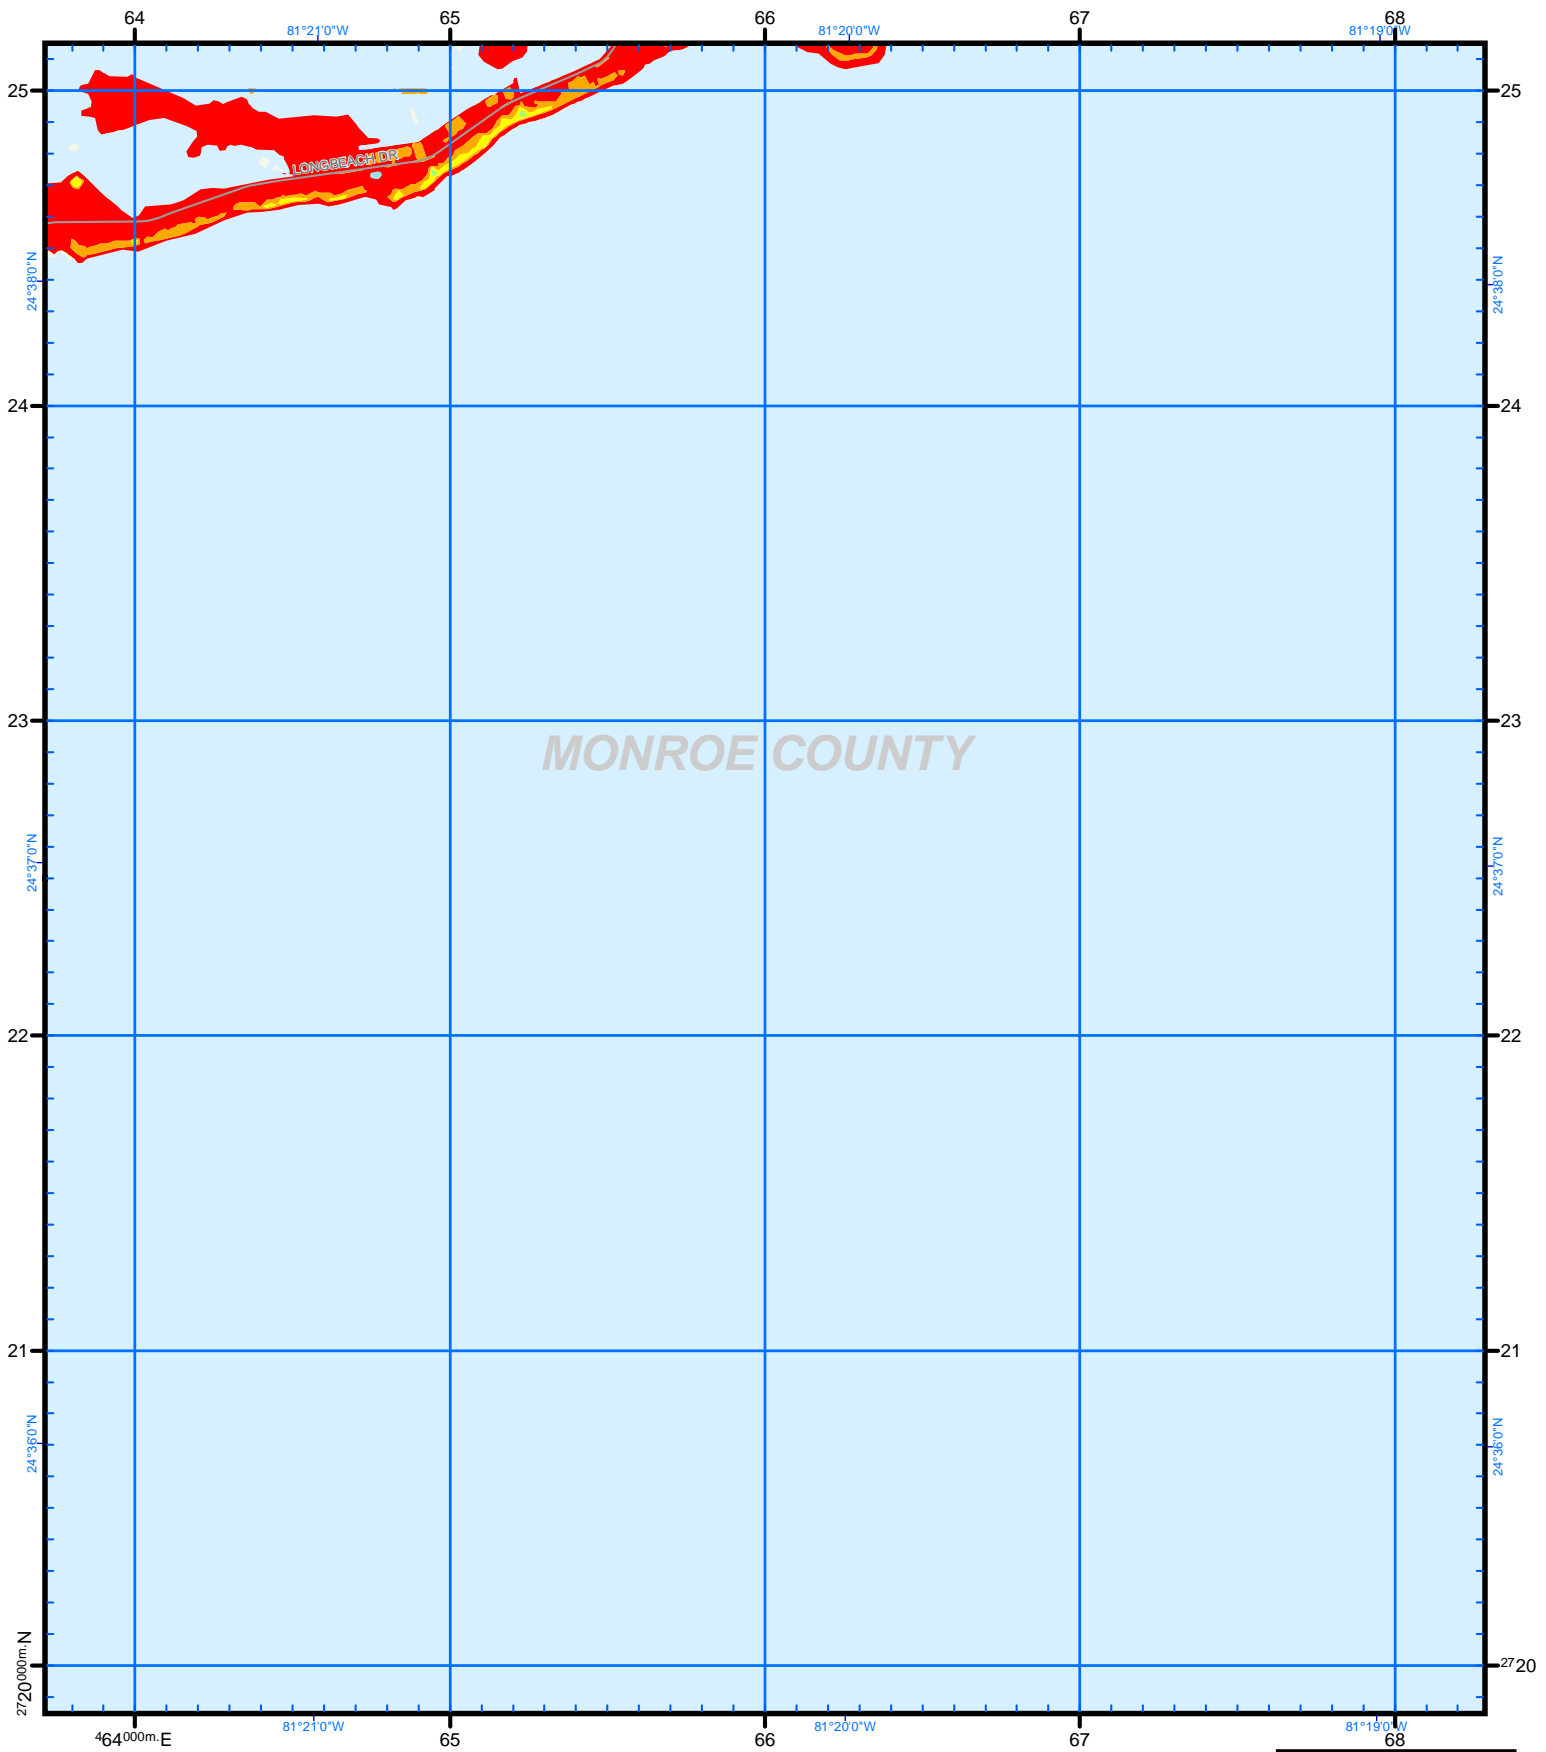 64 65 66 67 68
81°21'0"W 81°20'0"W 81°19'0"W
25 25
LONGBEACH DR
24°38'0"N 24°38'0"N
24 24
23 23
MONROE COUNTY
24°37'0"N 24°37'0"N
22 22
21 21
24°36'0"N 24°36'0"N
2720000m.N 2720
81°21'0"W 81°20'0"W 81°19'0"W
464000m.E 65 66 67 68